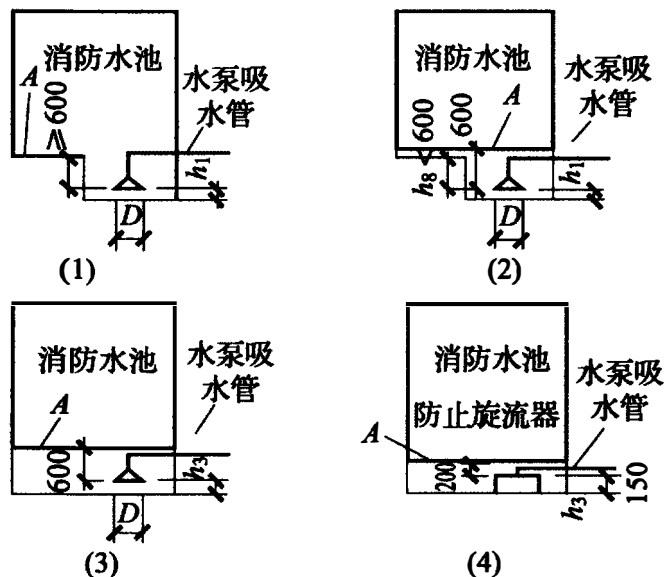 消防水池
A
≥600
水泵吸
水管
h1
D
(1)
消防水池
A
<600
600
水泵吸
水管
h8
h1
D
(2)
消防水池
A
600
水泵吸
水管
h3
D
(3)
消防水池
防止旋流器
A
200
水泵吸
水管
h3
150
(4)